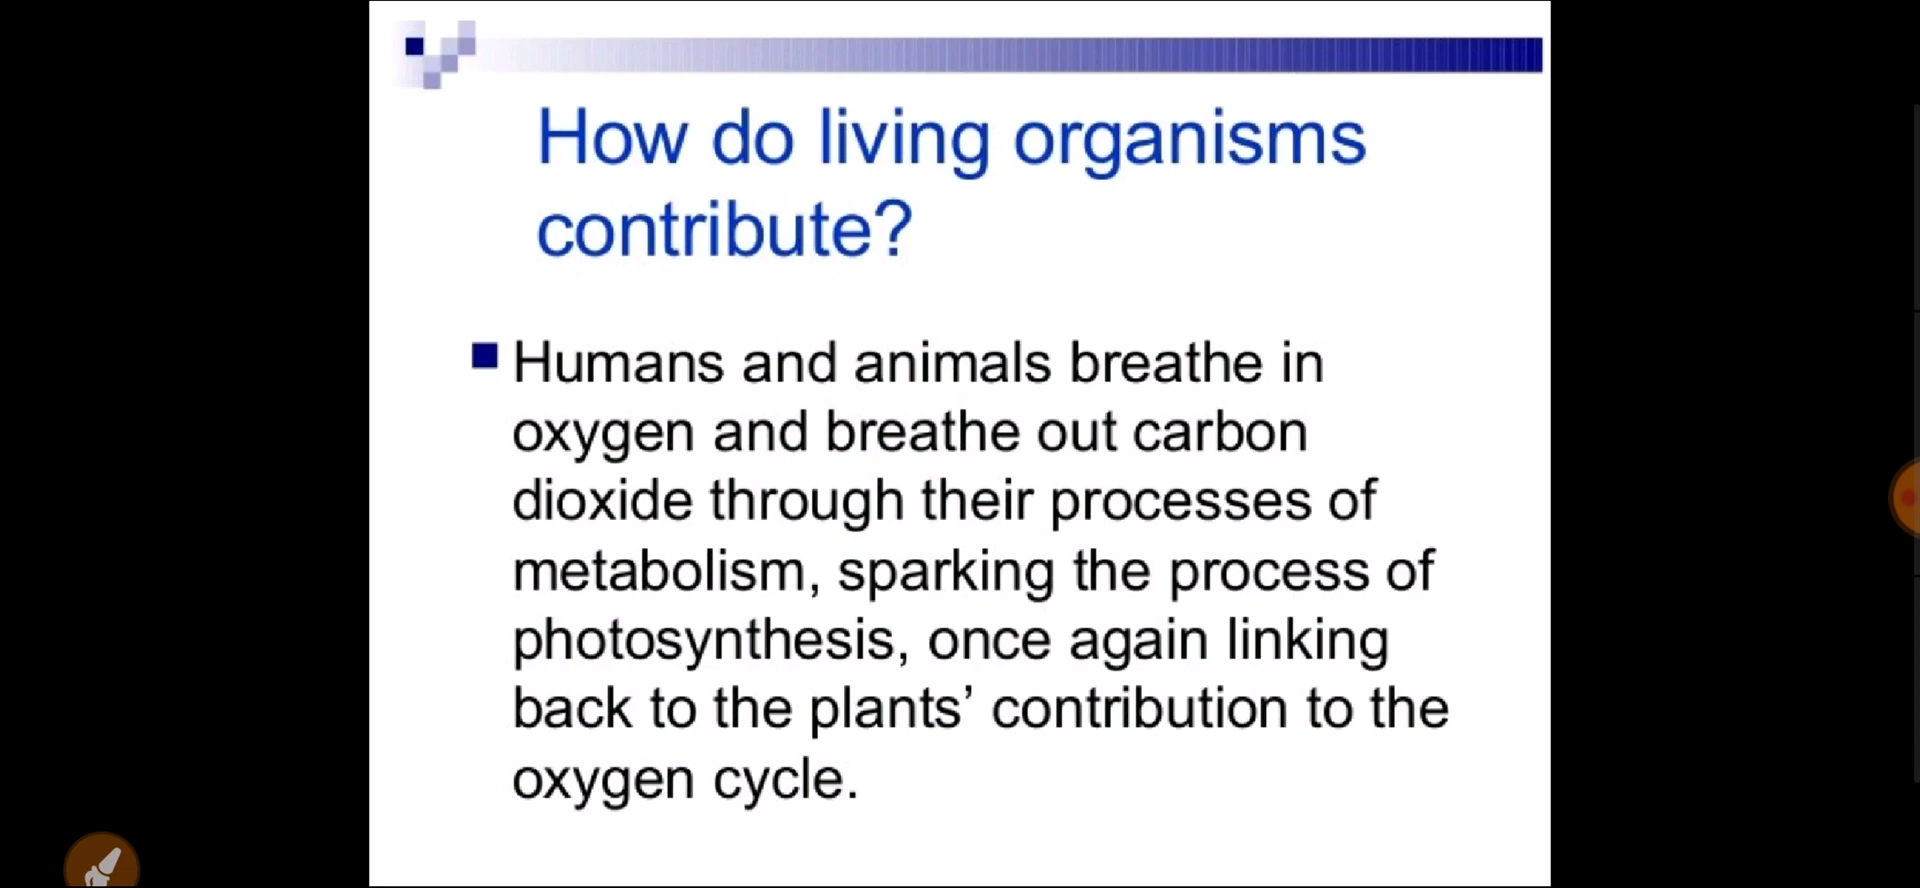 How do living organisms
contribute?
Humans and animals breathe in
oxygen and breathe out carbon
dioxide through their processes of
metabolism, sparking the process of
photosynthesis, once again linking
back to the plants’ contribution to the
oxygen cycle.